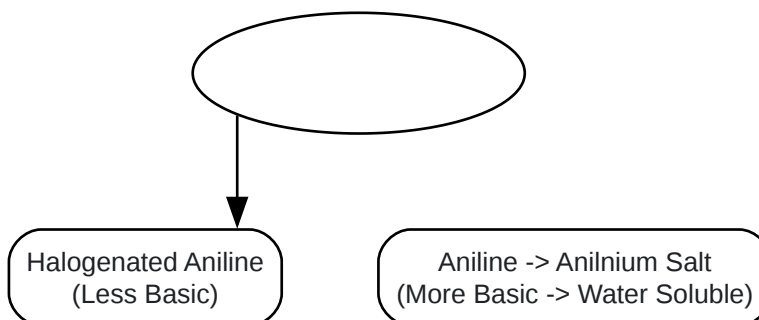 Halogenated Aniline
(Less Basic)
Aniline -> Anilnium Salt
(More Basic -> Water Soluble)